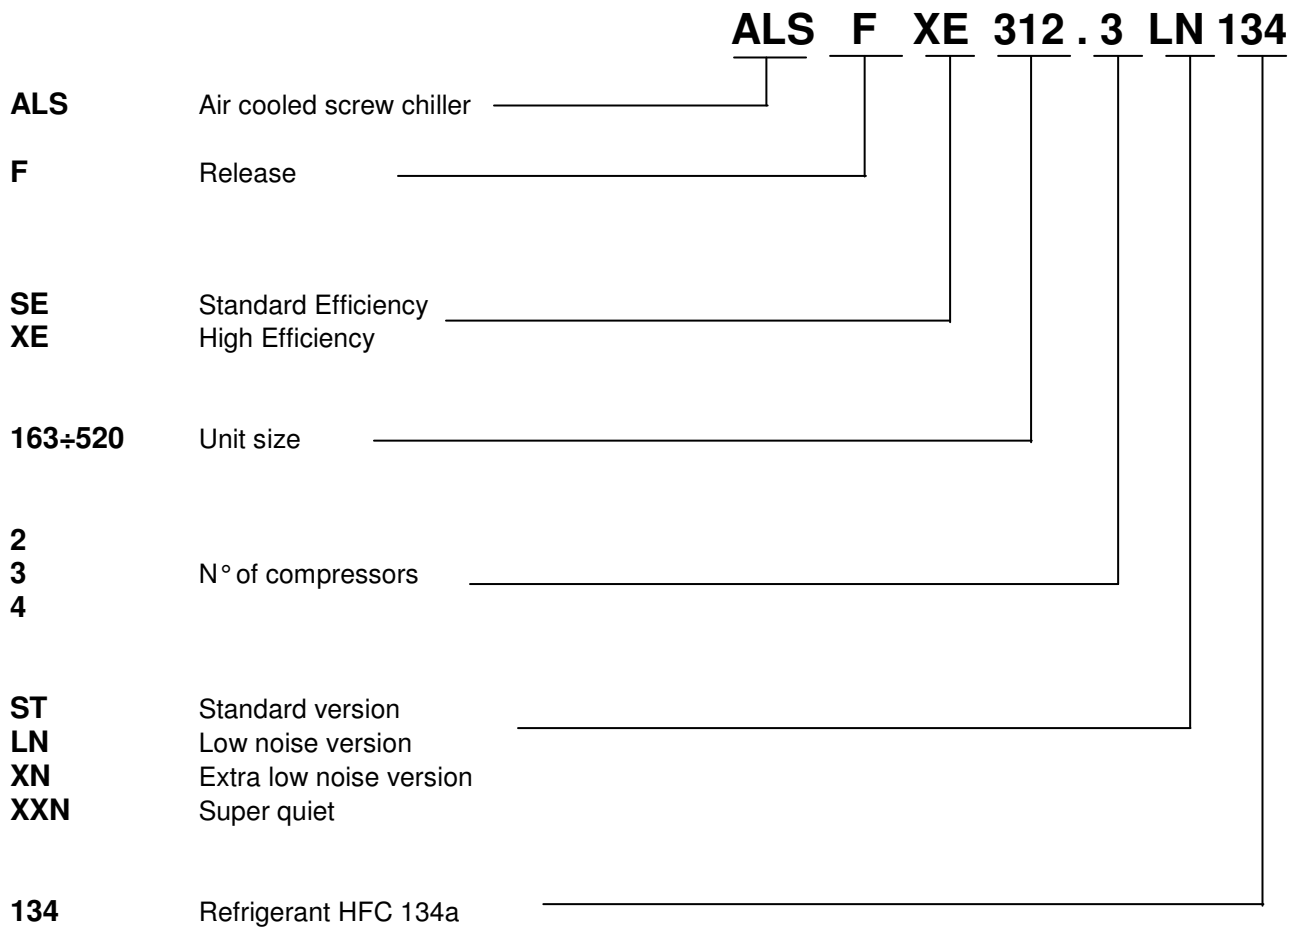 ALS F XE 312 . 3 LN 134
ALS Air cooled screw chiller
F Release
SE Standard Efficiency
XE High Efficiency
163÷520 Unit size
2
3 N° of compressors
4
ST Standard version
LN Low noise version
XN Extra low noise version
XXN Super quiet
134 Refrigerant HFC 134a